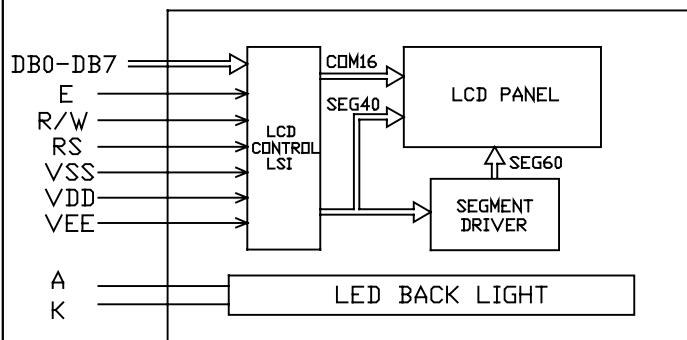 DB0-DB7
E
R/W
RS
VSS
VDD
VEE
A
K
LCD
CONTROL
LSI
COM16
SEG40
LCD PANEL
SEG60
SEGMENT
DRIVER
LED BACK LIGHT